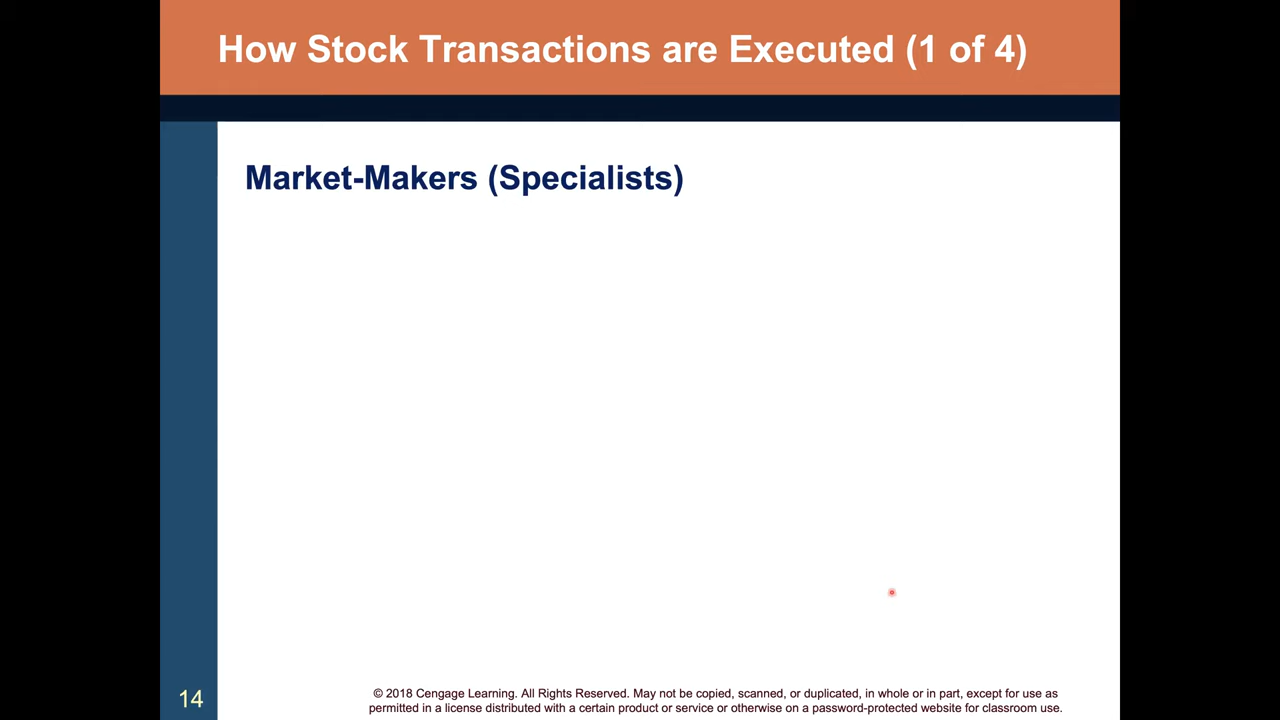 How Stock Transactions are Executed (1 of 4)
Market-Makers (Specialists)
14
© 2018 Cengage Learning. All Rights Reserved. May not be copied, scanned, or duplicated, in whole or in part, except for use as
permitted in a license distributed with a certain product or service or otherwise on a password-protected website for classroom use.